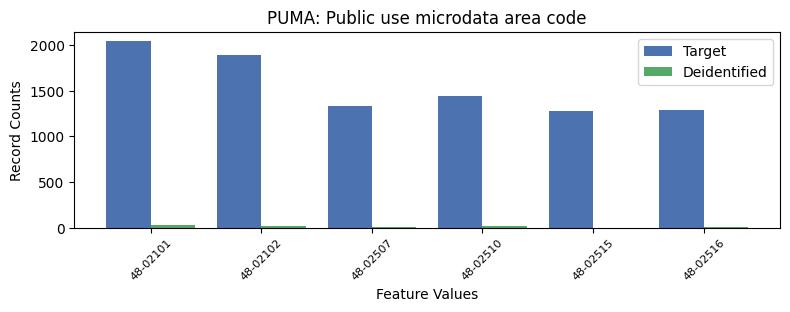 PUMA: Public use microdata area code
Target
Deidentified
Record Counts
2000
1500
1000
500
0
48-02101
48-02102
48-02507
48-02510
48-02515
48-02516
Feature Values